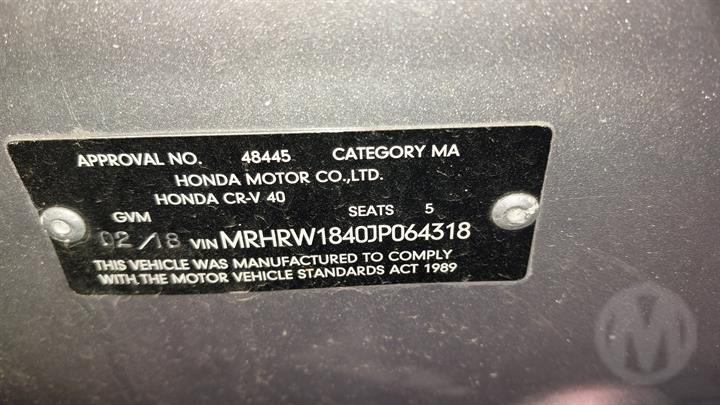 APPROVAL NO. 48445 CATEGORY MA
HONDA MOTOR CO.,LTD.
HONDA CR-V 40
GVM SEATS 5
02/18 VIN MRHRW1840JP064318
THIS VEHICLE WAS MANUFACTURED TO COMPLY
WITH THE MOTOR VEHICLE STANDARDS ACT 1989
M